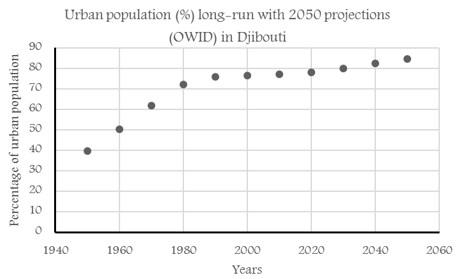 Urban population (%) long-run with 2050 projections
(OWID) in Djibouti
Percentage of urban population
90
80
70
60
50
40
30
20
10
0
1940 1960 1980 2000 2020 2040 2060
Years